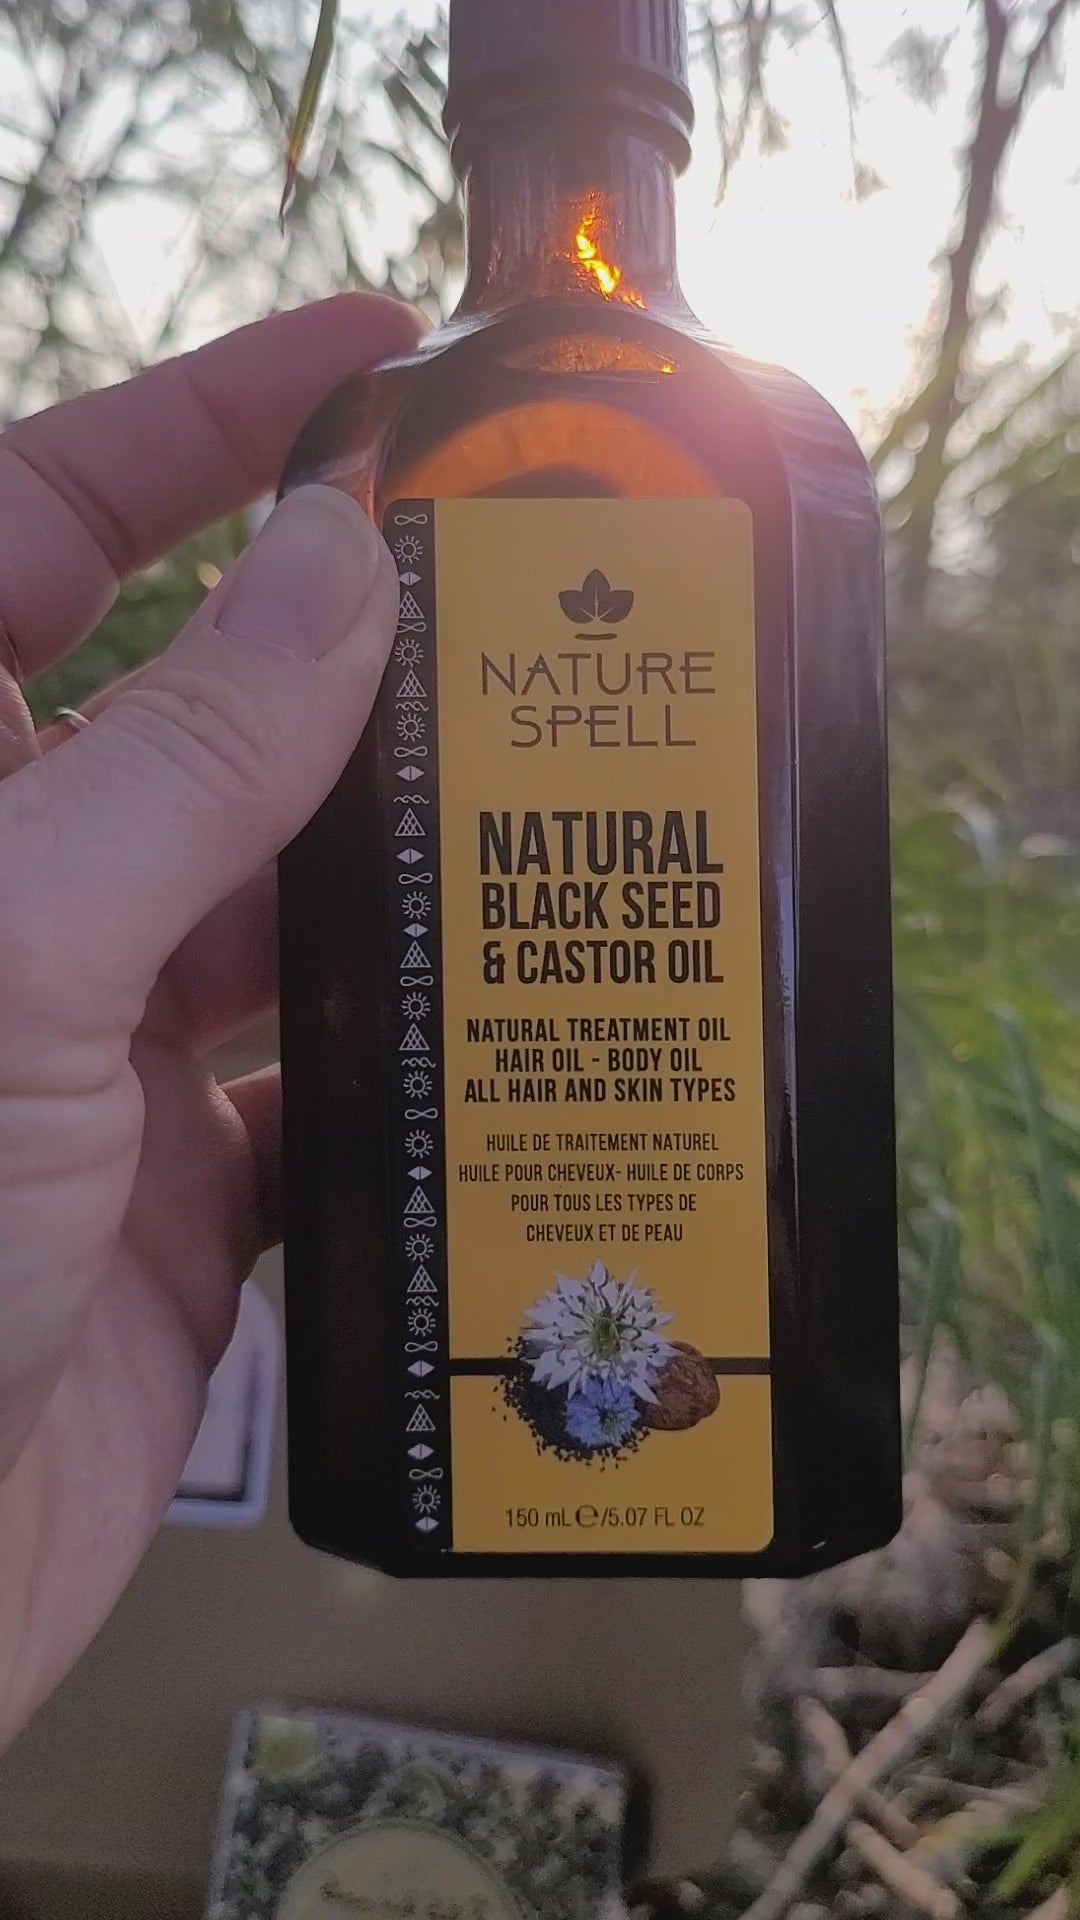 NATURE
SPELL
NATURAL
BLACK SEED
& CASTOR OIL
NATURAL TREATMENT OIL
HAIR OIL - BODY OIL
ALL HAIR AND SKIN TYPES
HUILE DE TRAITEMENT NATUREL
HUILE POUR CHEVEUX- HUILE DE CORPS
POUR TOUS LES TYPES DE
CHEVEUX ET DE PEAU
150 mL ℮/5.07 FL OZ